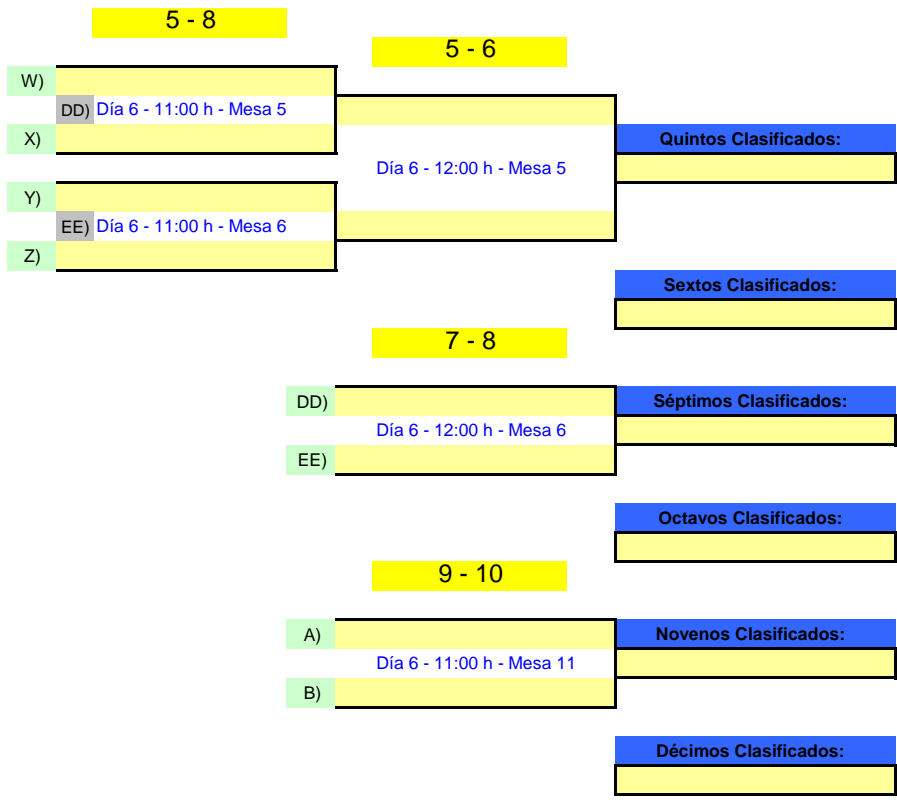 5 - 8
5 - 6
W)
DD) Día 6 - 11:00 h - Mesa 5
X)
Quintos Clasificados:
Día 6 - 12:00 h - Mesa 5
Y)
EE) Día 6 - 11:00 h - Mesa 6
Z)
Sextos Clasificados:
7 - 8
DD)
Séptimos Clasificados:
Día 6 - 12:00 h - Mesa 6
EE)
Octavos Clasificados:
9 - 10
A)
Novenos Clasificados:
Día 6 - 11:00 h - Mesa 11
B)
Décimos Clasificados: